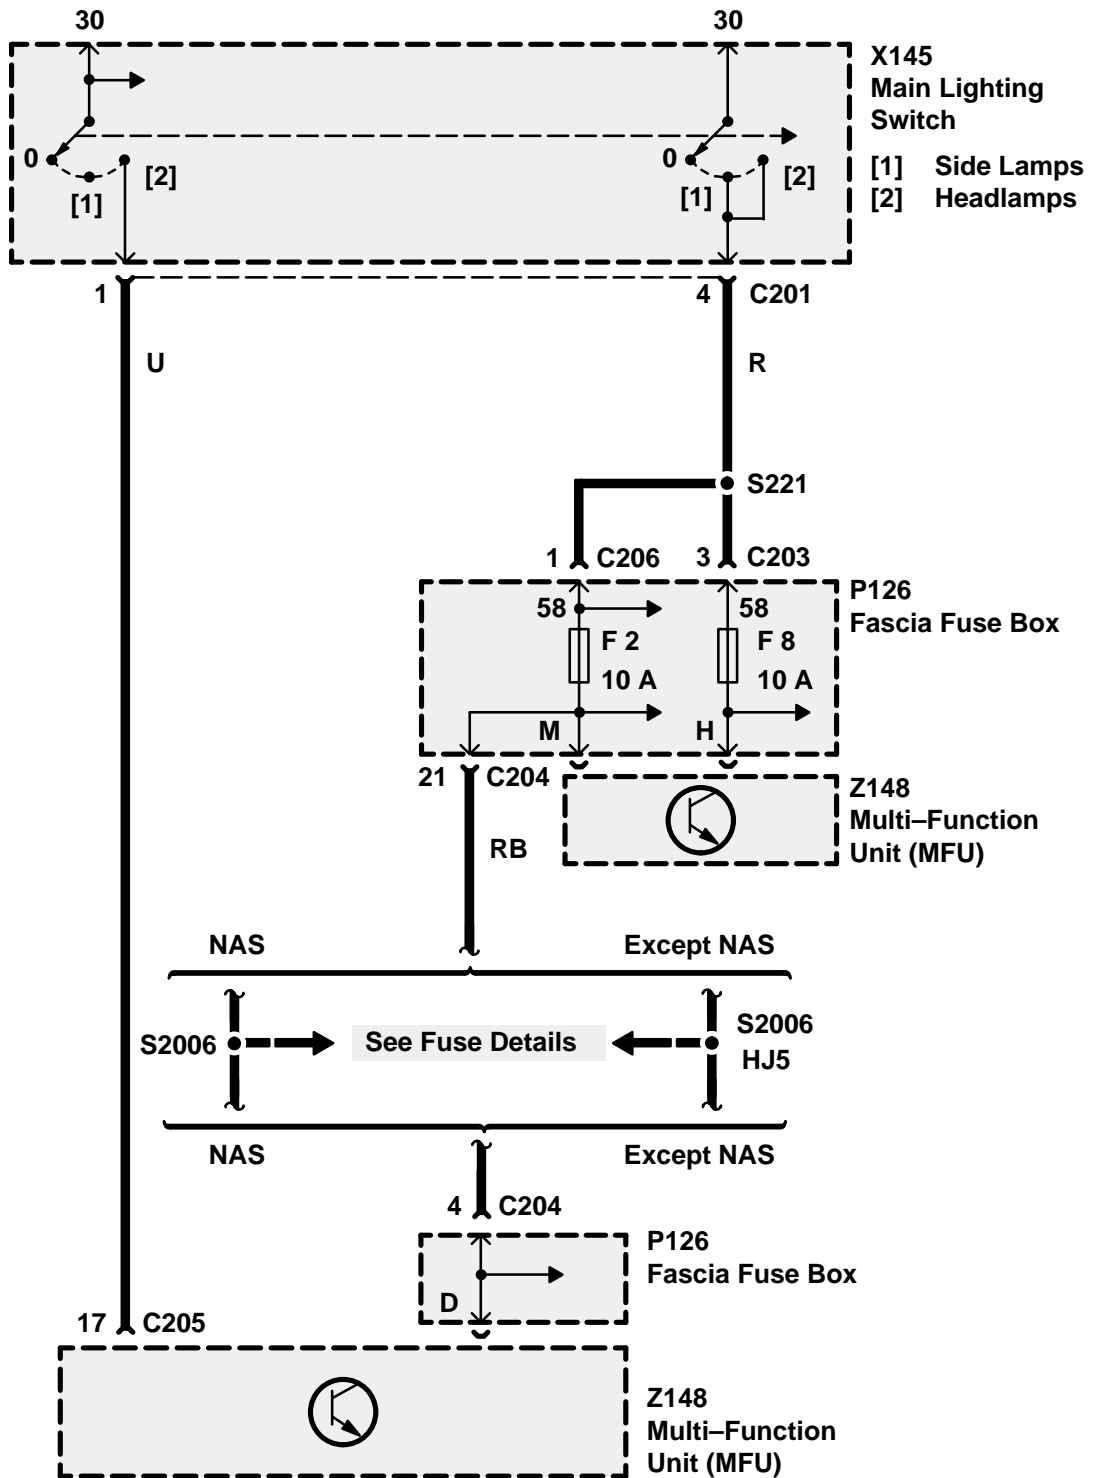 30 30
X145
Main Lighting
Switch
[1] Side Lamps
[2] Headlamps
0 [1] [2]
0 [1] [2]
1 4 C201
U R
S221
1 C206 3 C203
P126
Fascia Fuse Box
58 58
F 2 F 8
10 A 10 A
M H
21 C204
Z148
Multi–Function
Unit (MFU)
RB
NAS Except NAS
S2006 See Fuse Details S2006
HJ5
NAS Except NAS
4 C204
P126
Fascia Fuse Box
D
17 C205
Z148
Multi–Function
Unit (MFU)